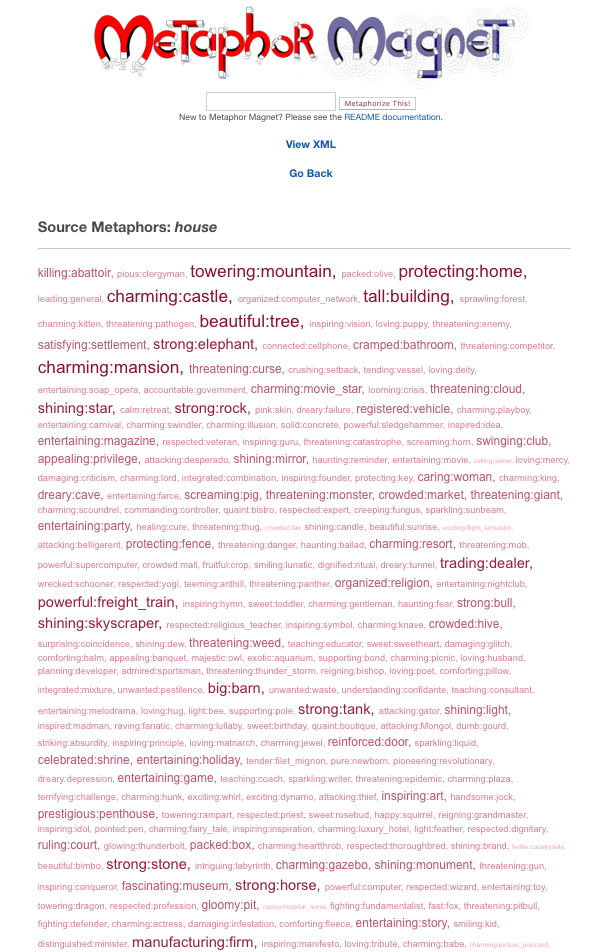 Metaphor Magnet
Metaphorize This!
New to Metaphor Magnet? Please see the README documentation.
View XML
Go Back
Source Metaphors: house
killing:abattoir, pious:clergyman, towering:mountain, packed:olive, protecting:home,
leading:general, charming:castle, organized:computer_network, tall:building, sprawling:forest,
charming:kitten, threatening:pathogen, beautiful:tree, inspiring:vision, loving:puppy, threatening:enemy,
satisfying:settlement, strong:elephant, connected:cellphone, cramped:bathroom, threatening:competitor,
charming:mansion, threatening:curse, crushing:setback, tending:vessel, loving:deity,
entertaining:soap_opera, accountable:government, charming:movie_star, looming:crisis, threatening:cloud,
shining:star, calm:retreat, strong:rock, pink:skin, dreary:failure, registered:vehicle, charming:playboy,
entertaining:carnival, charming:swindler, charming:illusion, solid:concrete, powerful:sledgehammer, inspired:idea,
entertaining:magazine, respected:veteran, inspiring:guru, threatening:catastrophe, screaming:horn, swinging:club,
appealing:privilege, attacking:desperado, shining:mirror, haunting:reminder, entertaining:movie, selling:owner, loving:mercy,
damaging:criticism, charming:lord, integrated:combination, inspiring:founder, protecting:key, caring:woman, charming:king,
dreary:cave, entertaining:farce, screaming:pig, threatening:monster, crowded:market, threatening:giant,
charming:scoundrel, commanding:controller, quaint:bistro, respected:expert, creeping:fungus, sparkling:sunbeam,
entertaining:party, healing:cure, threatening:thug, crowded:fair, shining:candle, beautiful:sunrise, exciting:flight_simulator,
attacking:belligerent, protecting:fence, threatening:danger, haunting:ballad, charming:resort, threatening:mob,
powerful:supercomputer, crowded:mall, fruitful:crop, smiling:lunatic, dignified:ritual, dreary:tunnel, trading:dealer,
wrecked:schooner, respected:yogi, teeming:anthill, threatening:panther, organized:religion, entertaining:nightclub,
powerful:freight_train, inspiring:hymn, sweet:toddler, charming:gentleman, haunting:fear, strong:bull,
shining:skyscraper, respected:religious_teacher, inspiring:symbol, charming:knave, crowded:hive,
surprising:coincidence, shining:dew, threatening:weed, teaching:educator, sweet:sweetheart, damaging:glitch,
comforting:balm, appealing:banquet, majestic:owl, exotic:aquarium, supporting:bond, charming:picnic, loving:husband,
planning:developer, admired:sportsman, threatening:thunder_storm, reigning:bishop, loving:poet, comforting:pillow,
integrated:mixture, unwanted:pestilence, big:barn, unwanted:waste, understanding:confidante, teaching:consultant,
entertaining:melodrama, loving:hug, light:bee, supporting:pole, strong:tank, attacking:gator, shining:light,
inspired:madman, raving:fanatic, charming:lullaby, sweet:birthday, quaint:boutique, attacking:Mongol, dumb:gourd,
striking:absurdity, inspiring:principle, loving:matriarch, charming:jewel, reinforced:door, sparkling:liquid,
celebrated:shrine, entertaining:holiday, tender:filet_mignon, pure:newborn, pioneering:revolutionary,
dreary:depression, entertaining:game, teaching:coach, sparkling:writer, threatening:epidemic, charming:plaza,
terrifying:challenge, charming:hunk, exciting:whirl, exciting:dynamo, attacking:thief, inspiring:art, handsome:jock,
prestigious:penthouse, towering:rampart, respected:priest, sweet:rosebud, happy:squirrel, reigning:grandmaster,
inspiring:idol, pointed:pen, charming:fairy_tale, inspiring:inspiration, charming:luxury_hotel, light:feather, respected:dignitary,
ruling:court, glowing:thunderbolt, packed:box, charming:heartthrob, respected:thoroughbred, shining:brand, fertile:countryside,
beautiful:bimbo, strong:stone, intriguing:labyrinth, charming:gazebo, shining:monument, threatening:gun,
inspiring:conqueror, fascinating:museum, strong:horse, powerful:computer, respected:wizard, entertaining:toy,
towering:dragon, respected:profession, gloomy:pit, caring:hospital_nurse, fighting:fundamentalist, fast:fox, threatening:pitbull,
fighting:defender, charming:actress, damaging:infestation, comforting:fleece, entertaining:story, smiling:kid,
distinguished:minister, manufacturing:firm, inspiring:manifesto, loving:tribute, charming:babe, charming:picture_postcard,